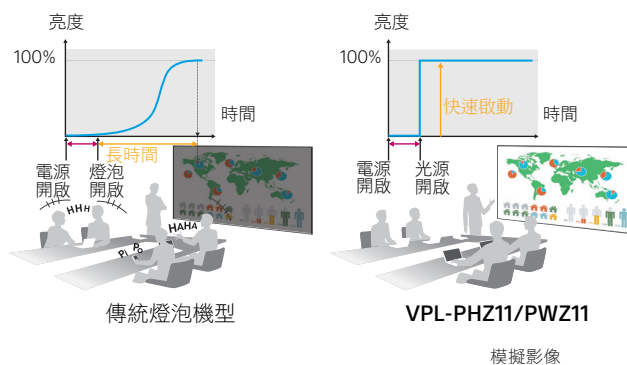 亮度
100%
時間
長時間
電源
開啟
燈泡
開啟
HHH
HAHA
PI
PO
傳統燈泡機型
亮度
100%
快速啟動
時間
電源
開啟
光源
開啟
VPL-PHZ11/PWZ11
模擬影像